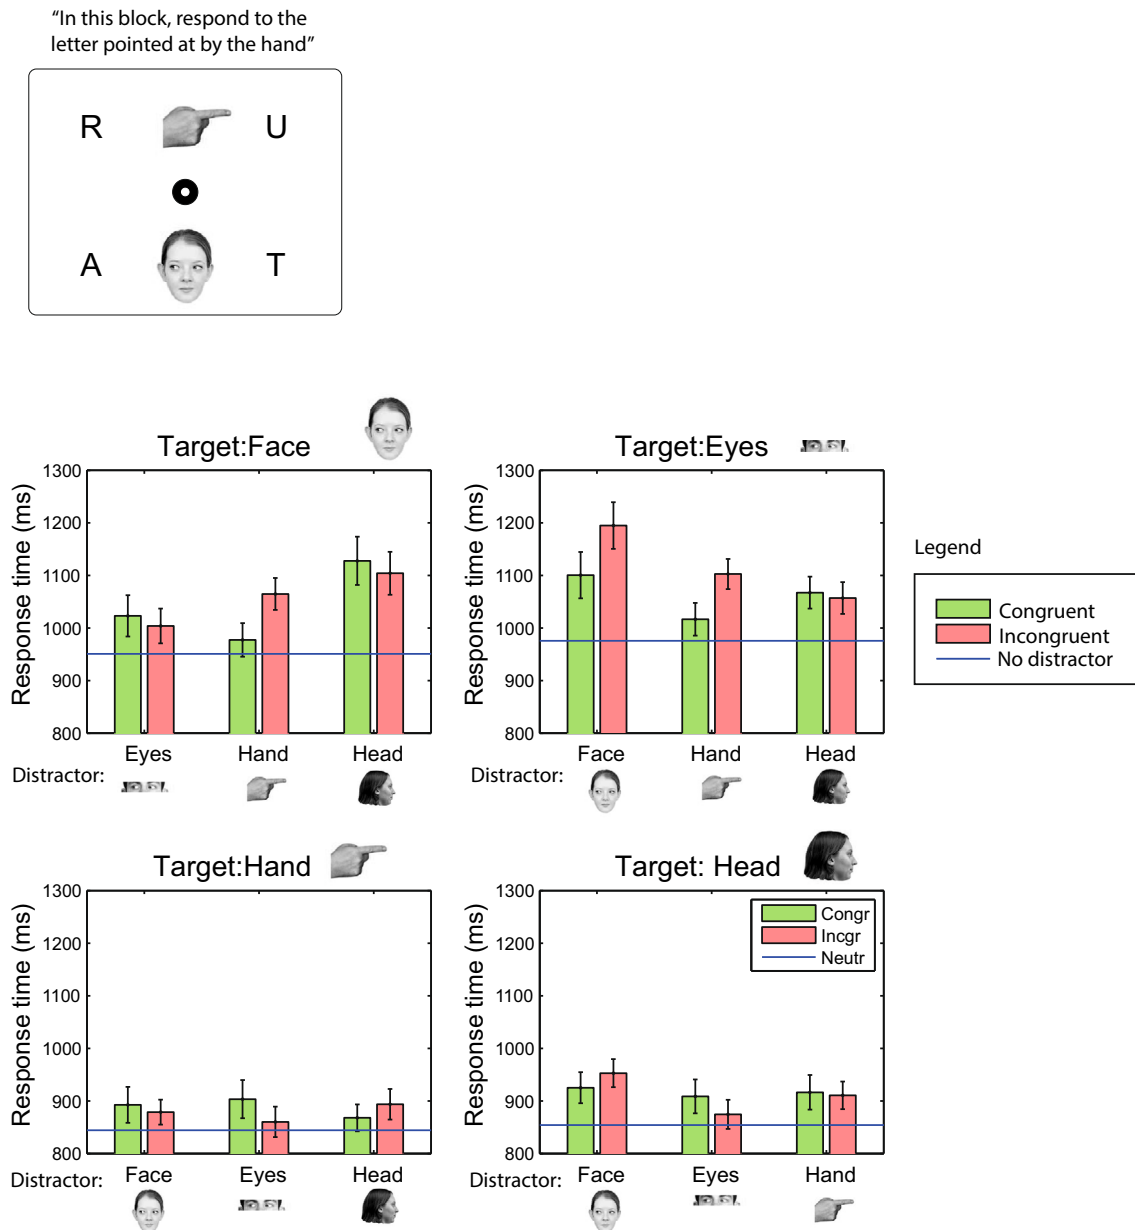 “In this block, respond to the
letter pointed at by the hand”
R U
A T
Target:Face
Response time (ms)
1300
1200
1100
1000
900
800
Eyes Hand Head
Distractor:
Target:Eyes
Response time (ms)
1300
1200
1100
1000
900
800
Face Hand Head
Distractor:
Legend
Congruent
Incongruent
No distractor
Target:Hand
Response time (ms)
1300
1200
1100
1000
900
800
Face Eyes Head
Distractor:
Target: Head
Response time (ms)
1300
1200
1100
1000
900
800
Congr
Incgr
Neutr
Face Eyes Hand
Distractor: